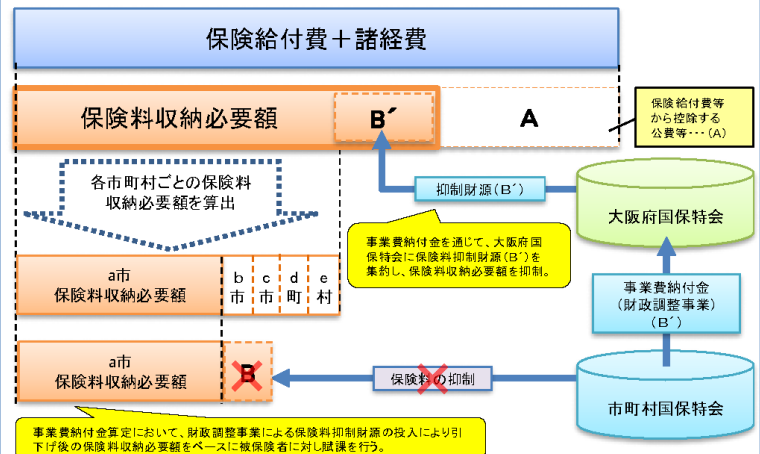 保険給付費＋諸経費
保険料収納必要額
B´
A
保険給付費等
から控除する
公費等・・・（A）
各市町村ごとの保険料
収納必要額を算出
抑制財源（B´）
大阪府国保特会
事業費納付金を通じて、大阪府国
保特会に保険料抑制財源（B´）を
集約し、保険料収納必要額を抑制。
a市
保険料収納必要額
b
市
c
市
d
町
e
村
事業費納付金
（財政調整事業）
（B´）
a市
保険料収納必要額
B
保険料の抑制
市町村国保特会
事業費納付金算定において、財政調整事業による保険料抑制財源の投入により引
下げ後の保険料収納必要額をベースに被保険者に対し賦課を行う。